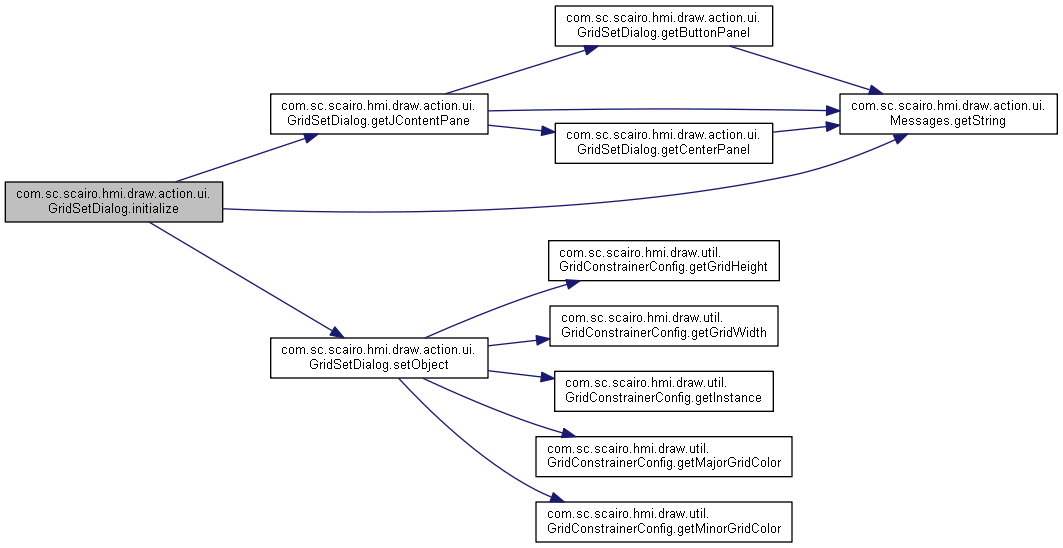 com.sc.scairo.hmi.draw.action.ui.
GridSetDialog.getButtonPanel
com.sc.scairo.hmi.draw.action.ui.
GridSetDialog.getJContentPane
com.sc.scairo.hmi.draw.action.ui.
Messages.getString
com.sc.scairo.hmi.draw.action.ui.
GridSetDialog.getCenterPanel
com.sc.scairo.hmi.draw.action.ui.
GridSetDialog.initialize
com.sc.scairo.hmi.draw.util.
GridConstrainerConfig.getGridHeight
com.sc.scairo.hmi.draw.util.
GridConstrainerConfig.getGridWidth
com.sc.scairo.hmi.draw.action.ui.
GridSetDialog.setObject
com.sc.scairo.hmi.draw.util.
GridConstrainerConfig.getInstance
com.sc.scairo.hmi.draw.util.
GridConstrainerConfig.getMajorGridColor
com.sc.scairo.hmi.draw.util.
GridConstrainerConfig.getMinorGridColor